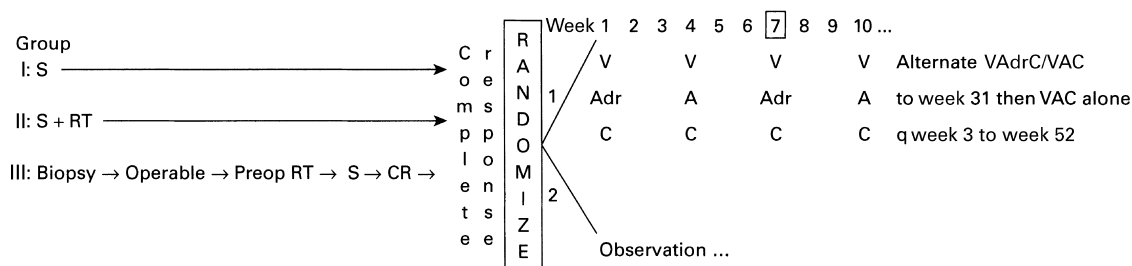 Group
I: S
II: S + RT
III: Biopsy → Operable → Preop RT → S → CR →
Complete
response
RANDOMIZE
1
2
Week 1 2 3 4 5 6 7 8 9 10 ...
V V V V Alternate VAdrC/VAC
Adr A Adr A to week 31 then VAC alone
C C C C q week 3 to week 52
Observation ...